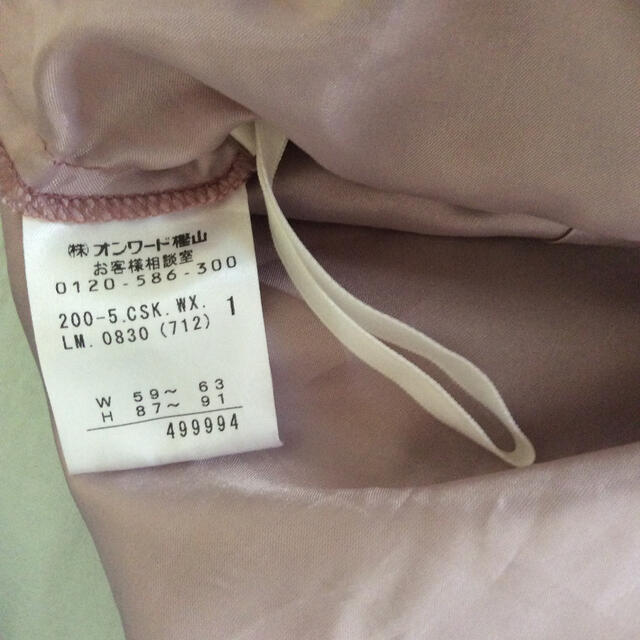 ㈱ オンワード樫山
お客様相談室
0120-586-300
200-5.CSK.WX. 1
LM.0830 (712)
W 59～ 63
H 87～ 91
499994